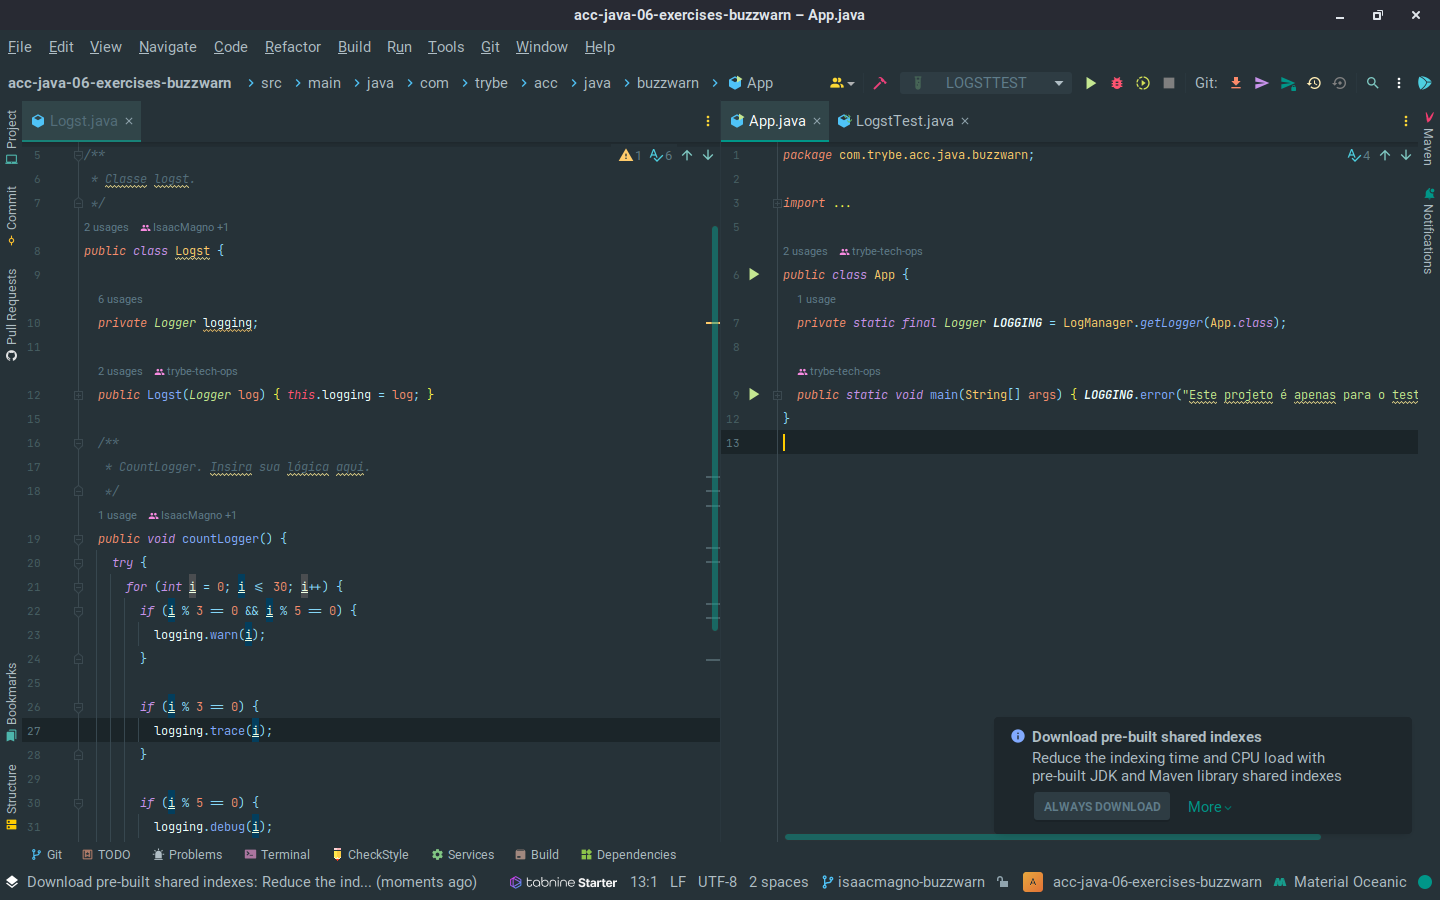 acc-java-06-exercises-buzzwarn – App.java
File Edit View Navigate Code Refactor Build Run Tools Git Window Help
acc-java-06-exercises-buzzwarn src main java com trybe acc java buzzwarn App LOGSTTEST Git:
Project
Commit
Pull Requests
Bookmarks
Structure
Logst.java
1 6
5 /**
6 * Classe logst.
7 */
2 usages IsaacMagno +1
8 public class Logst {
9
6 usages
10 private Logger logging;
11
2 usages trybe-tech-ops
12 public Logst(Logger log) { this.logging = log; }
15
16 /**
17 * CountLogger. Insira sua lógica aqui.
18 */
1 usage IsaacMagno +1
19 public void countLogger() {
20 try {
21 for (int i = 0; i <= 30; i++) {
22 if (i % 3 == 0 && i % 5 == 0) {
23 logging.warn(i);
24 }
25
26 if (i % 3 == 0) {
27 logging.trace(i);
28 }
29
30 if (i % 5 == 0) {
31 logging.debug(i);
App.java LogstTest.java
4
1 package com.trybe.acc.java.buzzwarn;
2
3 import ...
5
2 usages trybe-tech-ops
6 public class App {
1 usage
7 private static final Logger LOGGING = LogManager.getLogger(App.class);
8
trybe-tech-ops
9 public static void main(String[] args) { LOGGING.error("Este projeto é apenas para o test
12 }
13
Maven
Notifications
Download pre-built shared indexes
Reduce the indexing time and CPU load with
pre-built JDK and Maven library shared indexes
ALWAYS DOWNLOAD More
Git TODO Problems Terminal CheckStyle Services Build Dependencies
Download pre-built shared indexes: Reduce the ind... (moments ago) tabnine Starter 13:1 LF UTF-8 2 spaces isaacmagno-buzzwarn A acc-java-06-exercises-buzzwarn Material Oceanic